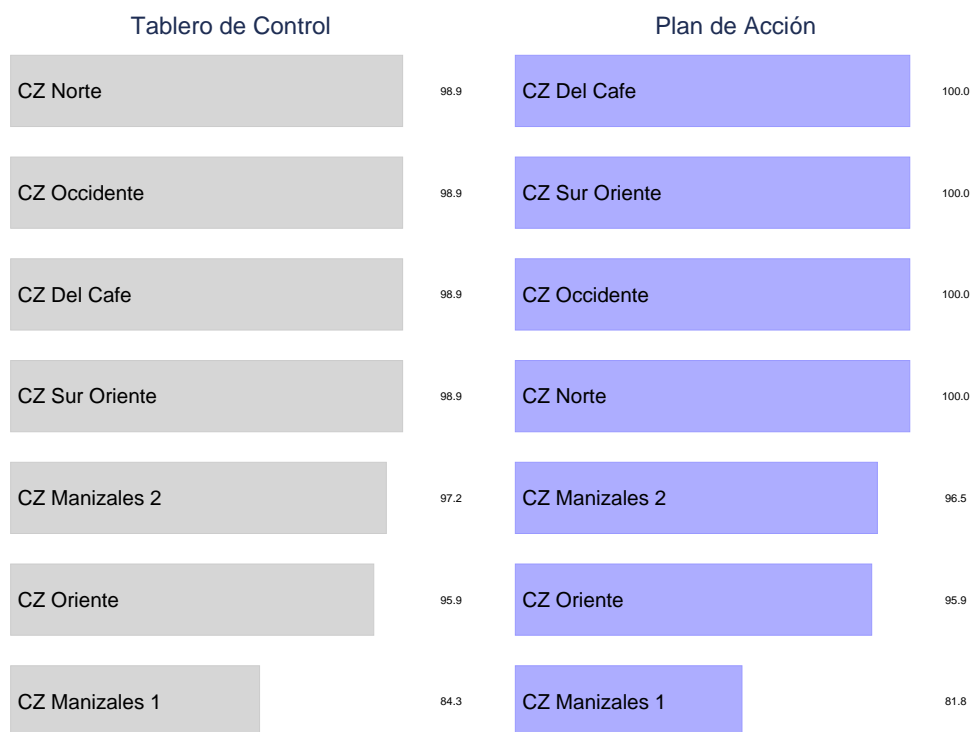 Tablero de Control
CZ Norte 98.9
CZ Occidente 98.9
CZ Del Cafe 98.9
CZ Sur Oriente 98.9
CZ Manizales 2 97.2
CZ Oriente 95.9
CZ Manizales 1 84.3
Plan de Acción
CZ Del Cafe 100.0
CZ Sur Oriente 100.0
CZ Occidente 100.0
CZ Norte 100.0
CZ Manizales 2 96.5
CZ Oriente 95.9
CZ Manizales 1 81.8